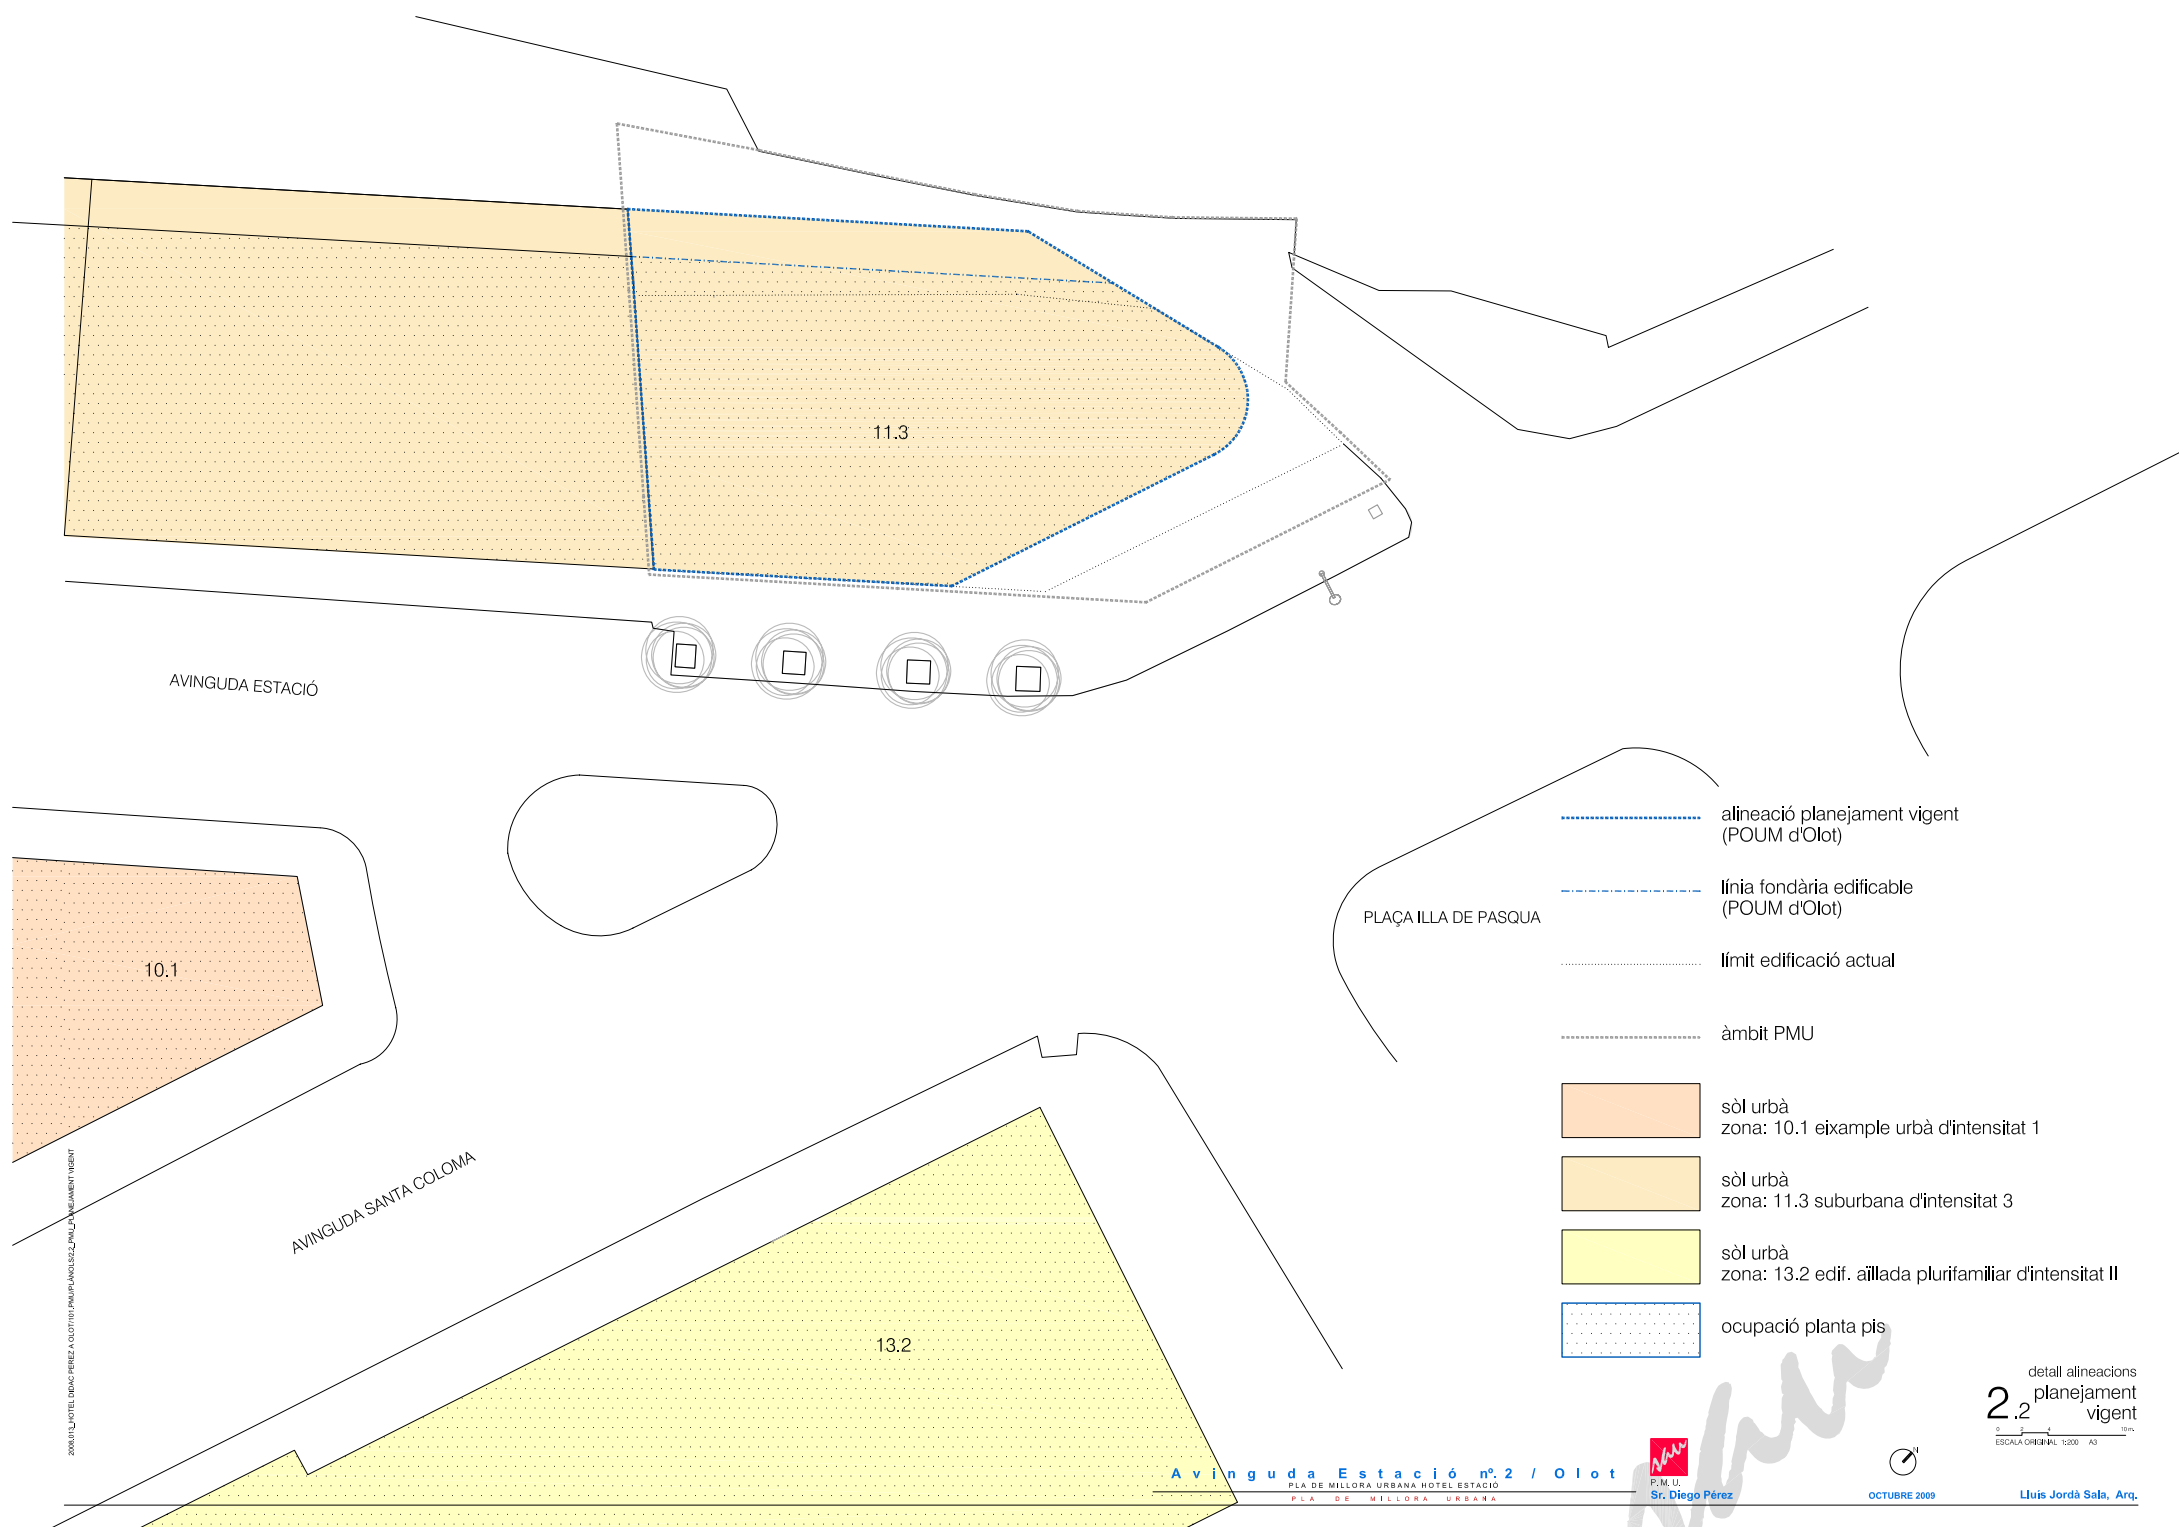 11.3
AVINGUDA ESTACIÓ
10.1
AVINGUDA SANTA COLOMA
PLAÇA ILLA DE PASQUA
13.2
alineació planejament vigent
(POUM d'Olot)
línia fondària edificable
(POUM d'Olot)
límit edificació actual
àmbit PMU
sòl urbà
zona: 10.1 eixample urbà d'intensitat 1
sòl urbà
zona: 11.3 suburbana d'intensitat 3
sòl urbà
zona: 13.2 edif. aïllada plurifamiliar d'intensitat II
ocupació planta pis
detall alineacions
2.2 planejament
vigent
0 2 4 10 m.
ESCALA ORIGINAL 1:200 A3
Avinguda Estació nº.2 / Olot
PLA DE MILLORA URBANA HOTEL ESTACIÓ
PLA DE MILLORA URBANA
P.M.U.
Sr. Diego Pérez
N
OCTUBRE 2009
Lluís Jordà Sala, Arq.